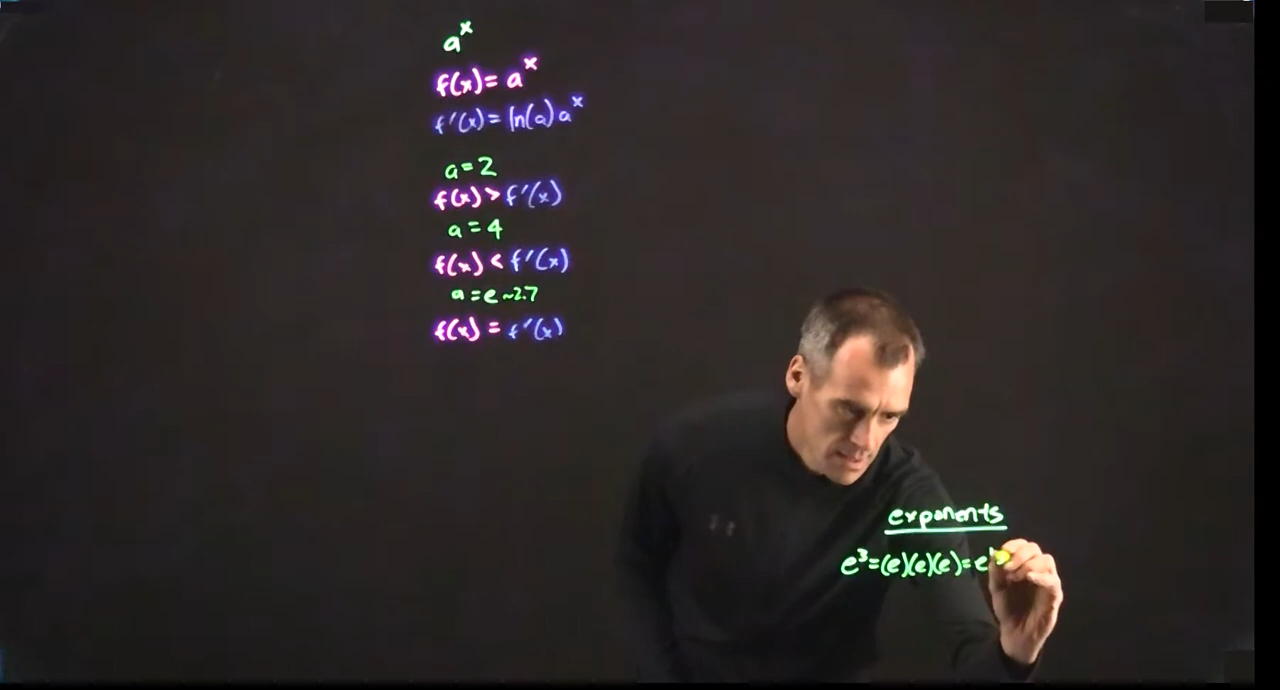 a^x
f(x) = a^x
f'(x) = ln(a) a^x
a = 2
f(x) > f'(x)
a = 4
f(x) < f'(x)
a = e ~2.7
f(x) = f'(x)
exponents
e^3 = (e)(e)(e) = e